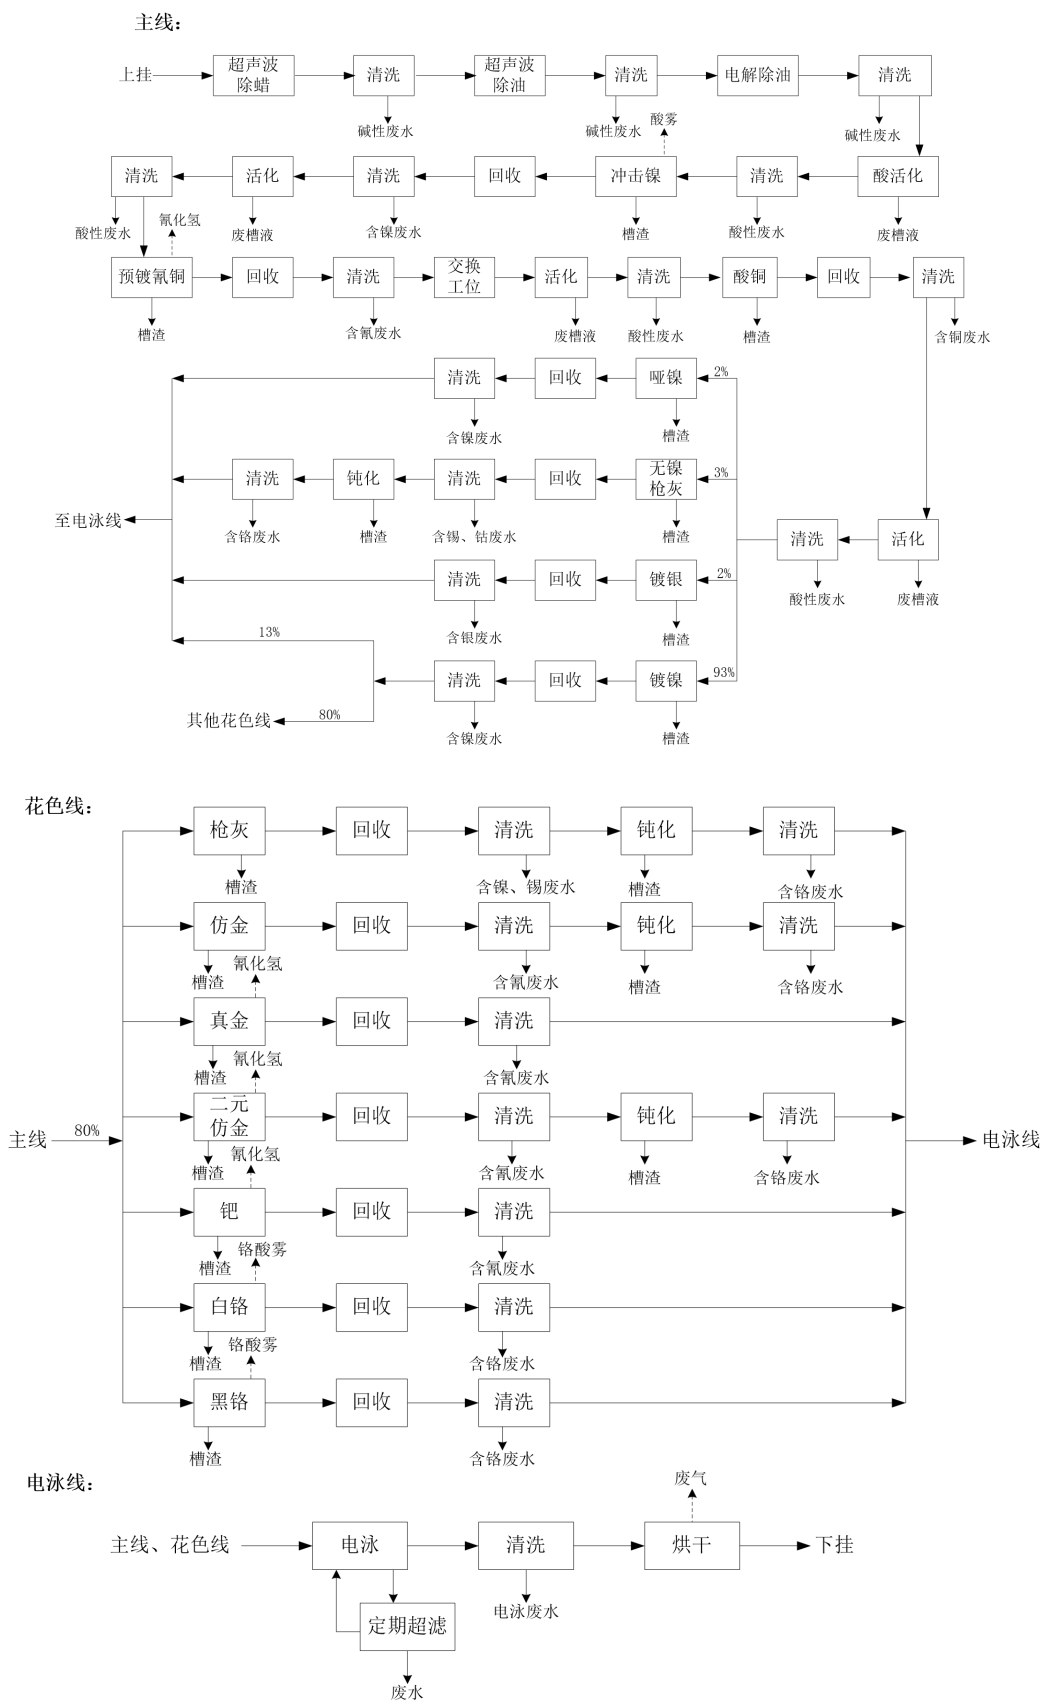 主线：
上挂
超声波
除蜡
清洗
超声波
除油
清洗
电解除油
清洗
碱性废水
碱性废水
酸雾
碱性废水
清洗
活化
清洗
回收
冲击镍
清洗
酸活化
酸性废水
氰化氢
废槽液
含镍废水
槽渣
酸性废水
废槽液
预镀氰铜
回收
清洗
交换
工位
活化
清洗
酸铜
回收
清洗
槽渣
含氰废水
废槽液
酸性废水
槽渣
含铜废水
清洗
回收
哑镍
2%
含镍废水
槽渣
清洗
钝化
清洗
回收
无镍
枪灰
3%
至电泳线
含铬废水
槽渣
含锡、钴废水
槽渣
清洗
活化
清洗
回收
镀银
2%
酸性废水
废槽液
含银废水
槽渣
13%
清洗
回收
镀镍
93%
其他花色线
80%
含镍废水
槽渣
花色线：
枪灰
回收
清洗
钝化
清洗
槽渣
含镍、锡废水
槽渣
含铬废水
仿金
回收
清洗
钝化
清洗
槽渣
氰化氢
含氰废水
槽渣
含铬废水
真金
回收
清洗
槽渣
氰化氢
含氰废水
二元
仿金
回收
清洗
钝化
清洗
主线
80%
电泳线
槽渣
氰化氢
含氰废水
槽渣
含铬废水
钯
回收
清洗
槽渣
铬酸雾
含氰废水
白铬
回收
清洗
槽渣
铬酸雾
含铬废水
黑铬
回收
清洗
槽渣
含铬废水
电泳线：
废气
主线、花色线
电泳
清洗
烘干
下挂
定期超滤
电泳废水
废水